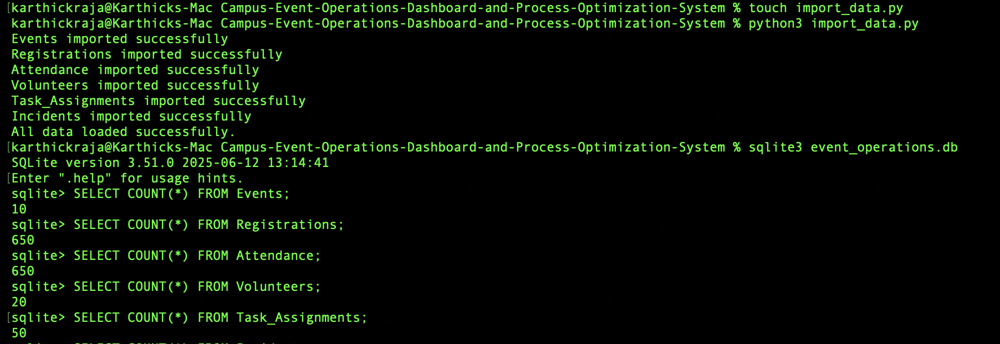 [karthickraja@Karthicks-Mac Campus-Event-Operations-Dashboard-and-Process-Optimization-System % touch import_data.py
karthickraja@Karthicks-Mac Campus-Event-Operations-Dashboard-and-Process-Optimization-System % python3 import_data.py
Events imported successfully
Registrations imported successfully
Attendance imported successfully
Volunteers imported successfully
Task_Assignments imported successfully
Incidents imported successfully
All data loaded successfully.
[karthickraja@Karthicks-Mac Campus-Event-Operations-Dashboard-and-Process-Optimization-System % sqlite3 event_operations.db
SQLite version 3.51.0 2025-06-12 13:14:41
[Enter ".help" for usage hints.
sqlite> SELECT COUNT(*) FROM Events;
10
sqlite> SELECT COUNT(*) FROM Registrations;
650
sqlite> SELECT COUNT(*) FROM Attendance;
650
sqlite> SELECT COUNT(*) FROM Volunteers;
20
[sqlite> SELECT COUNT(*) FROM Task_Assignments;
50